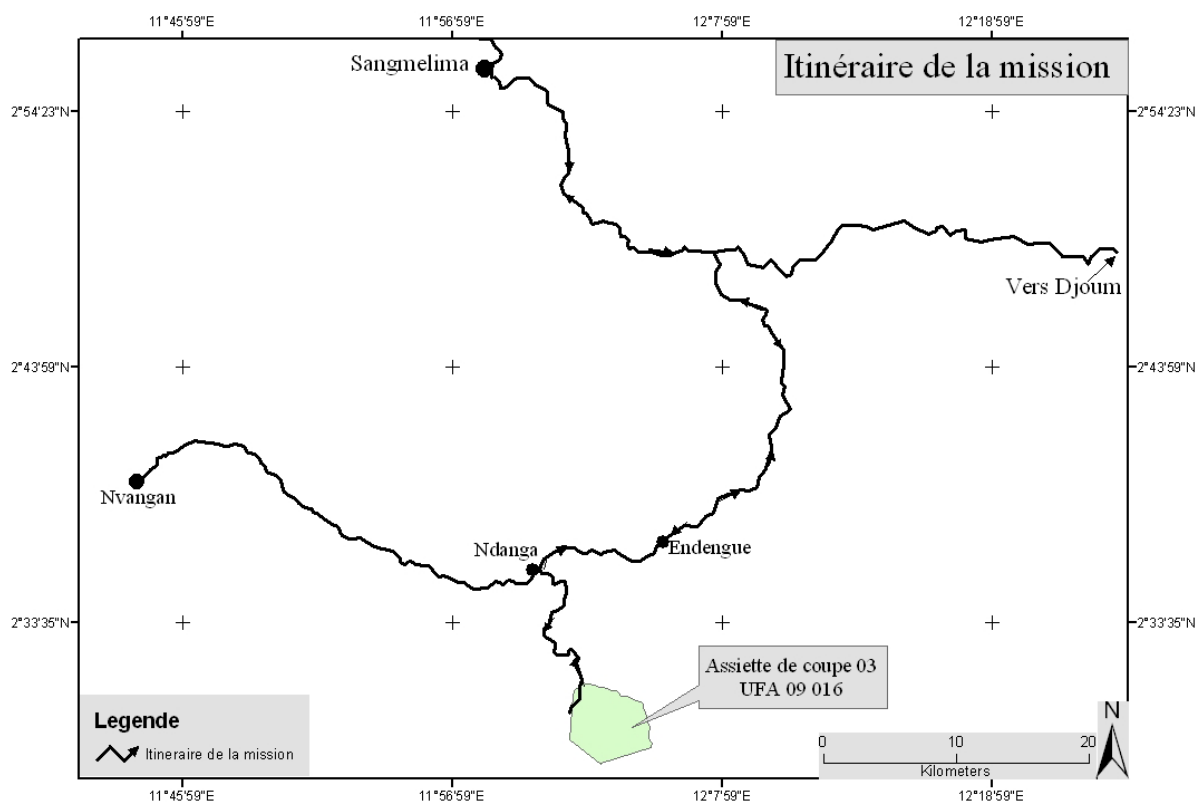 11°45'59"E 11°56'59"E 12°7'59"E 12°18'59"E
Itinéraire de la mission
Sangmelima
2°54'23"N 2°54'23"N
Vers Djoum
2°43'59"N 2°43'59"N
Nvangan
Ndanga
Endengue
2°33'35"N 2°33'35"N
Assiette de coupe 03
UFA 09 016
Legende
Itineraire de la mission
N
0 10 20
Kilometers
11°45'59"E 11°56'59"E 12°7'59"E 12°18'59"E